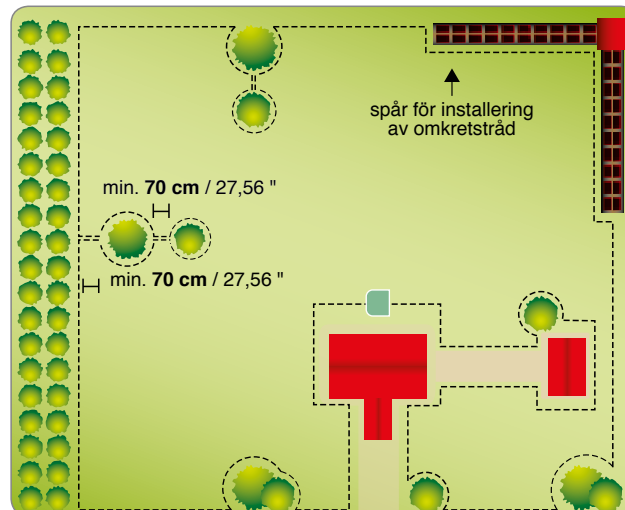 spår för installering
av omkretstråd
min. 70 cm / 27,56 "
min. 70 cm / 27,56 "